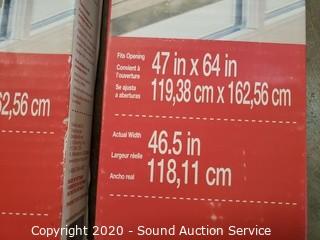 Fits Opening
Convient à
l'ouverture
Se ajusta
a aberturas
47 in x 64 in
119,38 cm x 162,56 cm
62,56 cm
Actual Width
Largeur réelle
Ancho real
46.5 in
118,11 cm
Copyright 2020 - Sound Auction Service